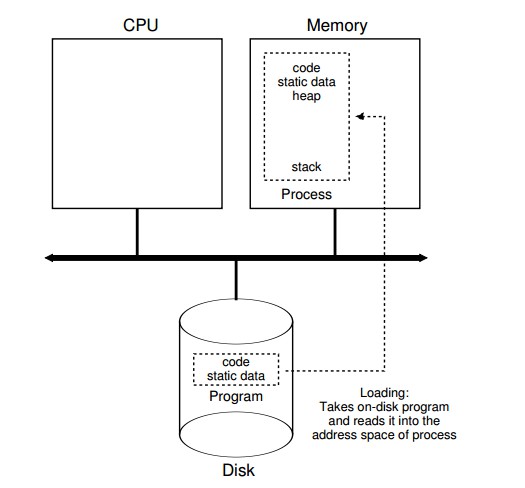 CPU
Memory
code
static data
heap
stack
Process
code
static data
Program
Loading:
Takes on-disk program
and reads it into the
address space of process
Disk